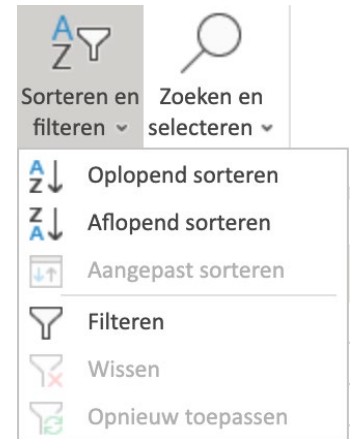 Sorteren en
filteren
Zoeken en
selecteren
Oplopend sorteren
Aflopend sorteren
Aangepast sorteren
Filteren
Wissen
Opnieuw toepassen